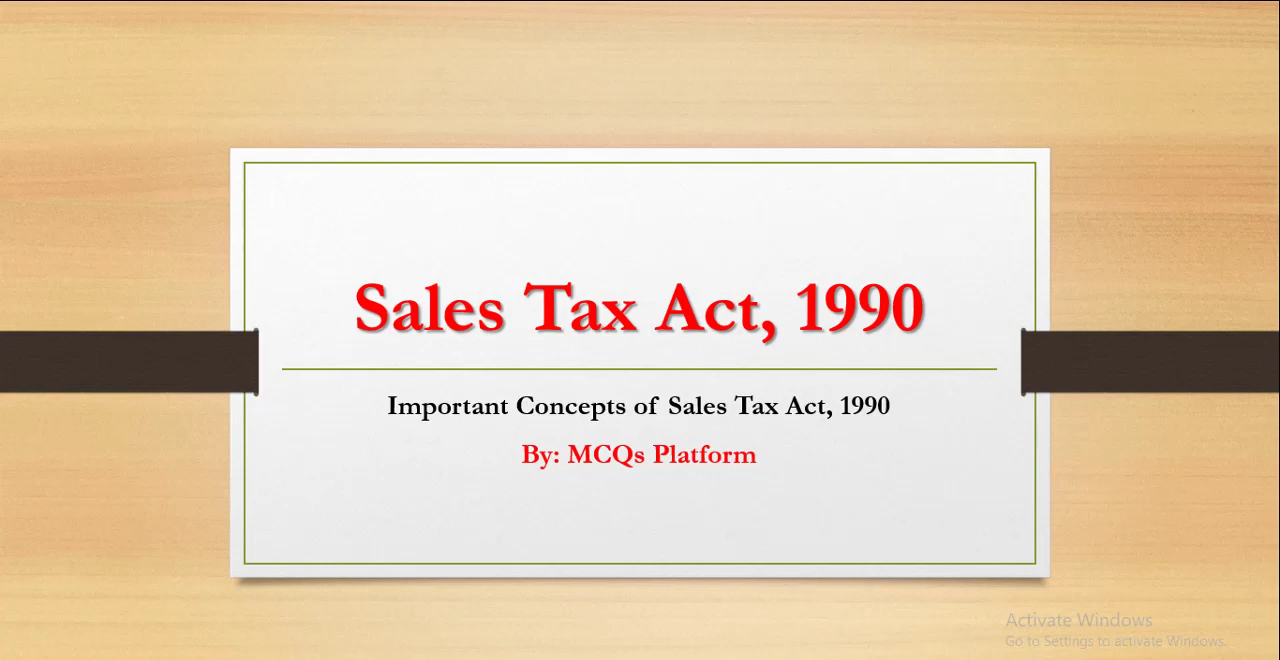 Sales Tax Act, 1990
Important Concepts of Sales Tax Act, 1990
By: MCQs Platform
Activate Windows
Go to Settings to activate Windows.